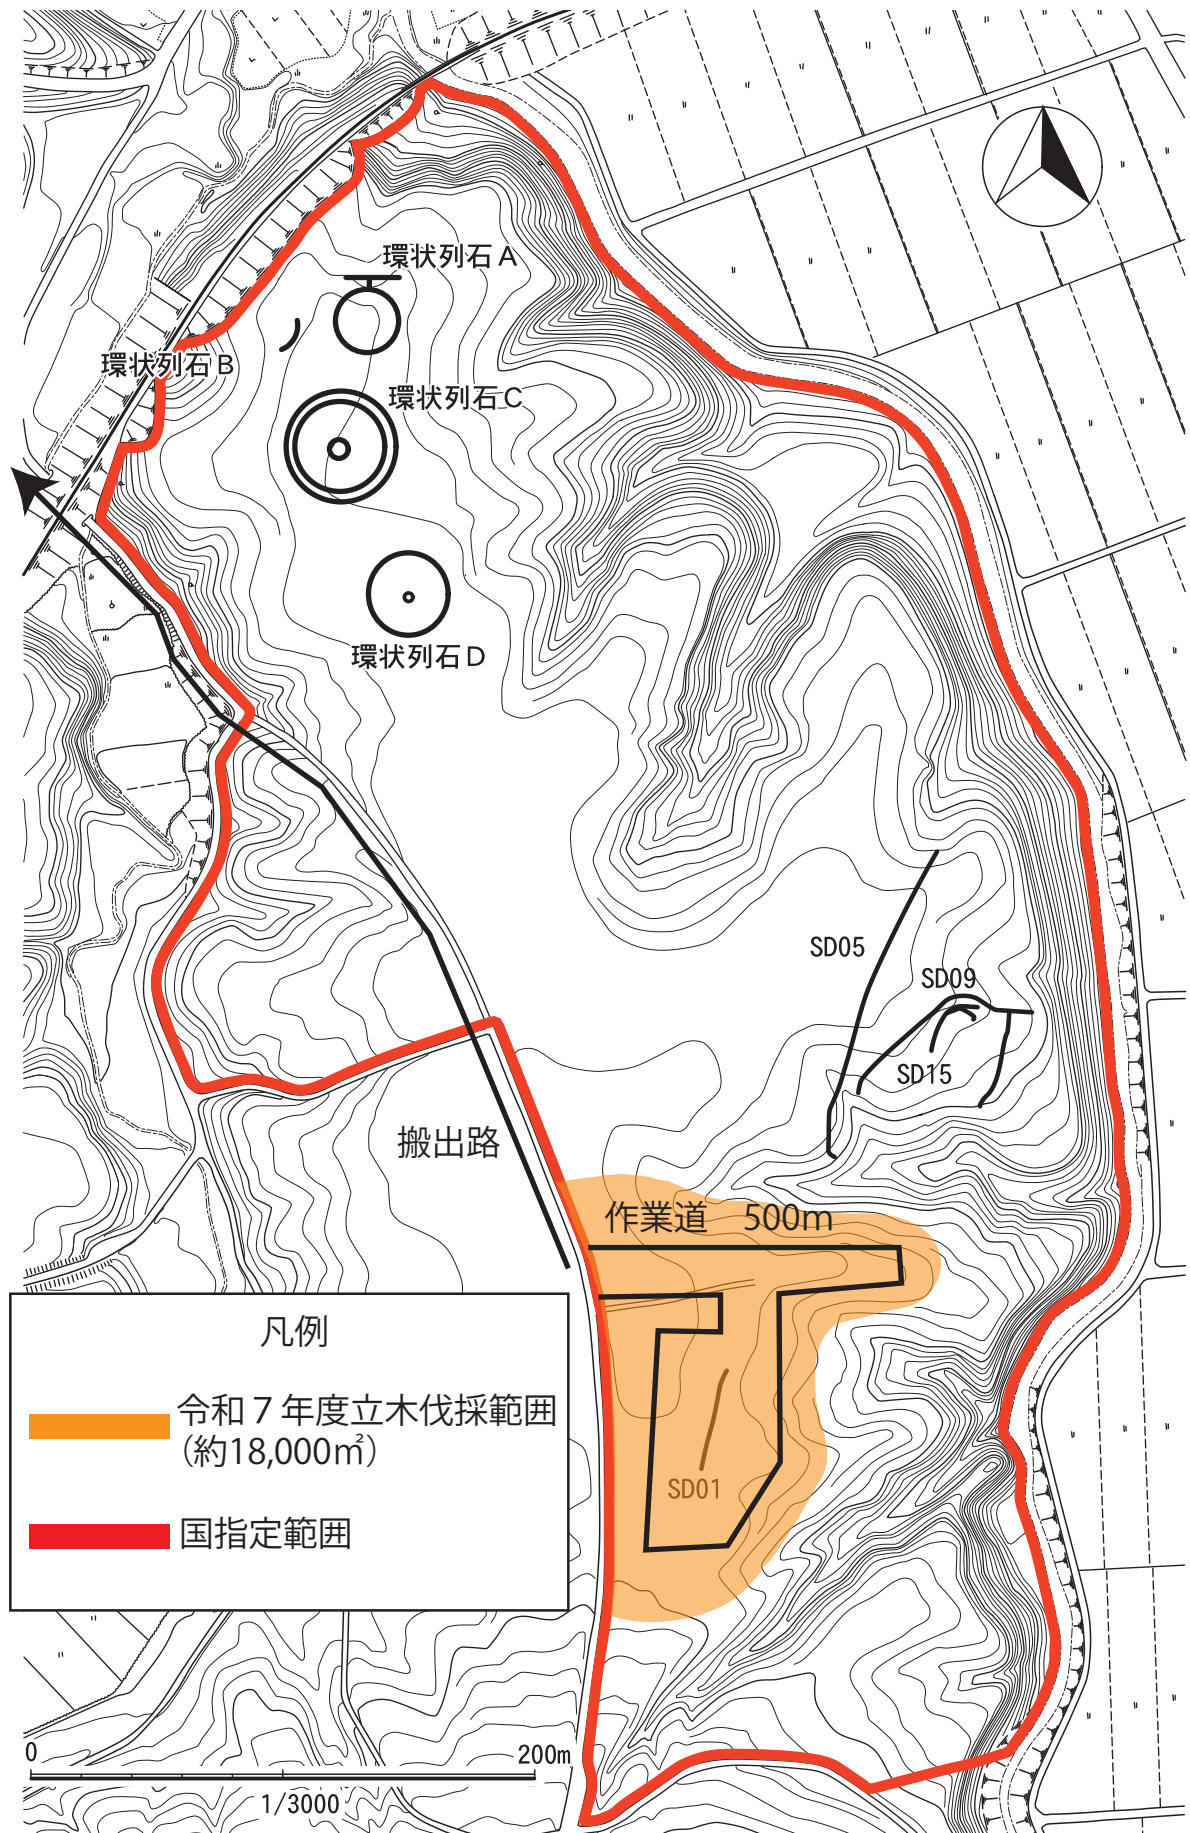 環状列石A
環状列石B
環状列石C
環状列石D
SD05
SD09
SD15
搬出路
作業道　500m
SD01
凡例
令和７年度立木伐採範囲
（約18,000㎡）
国指定範囲
0
200m
1/3000